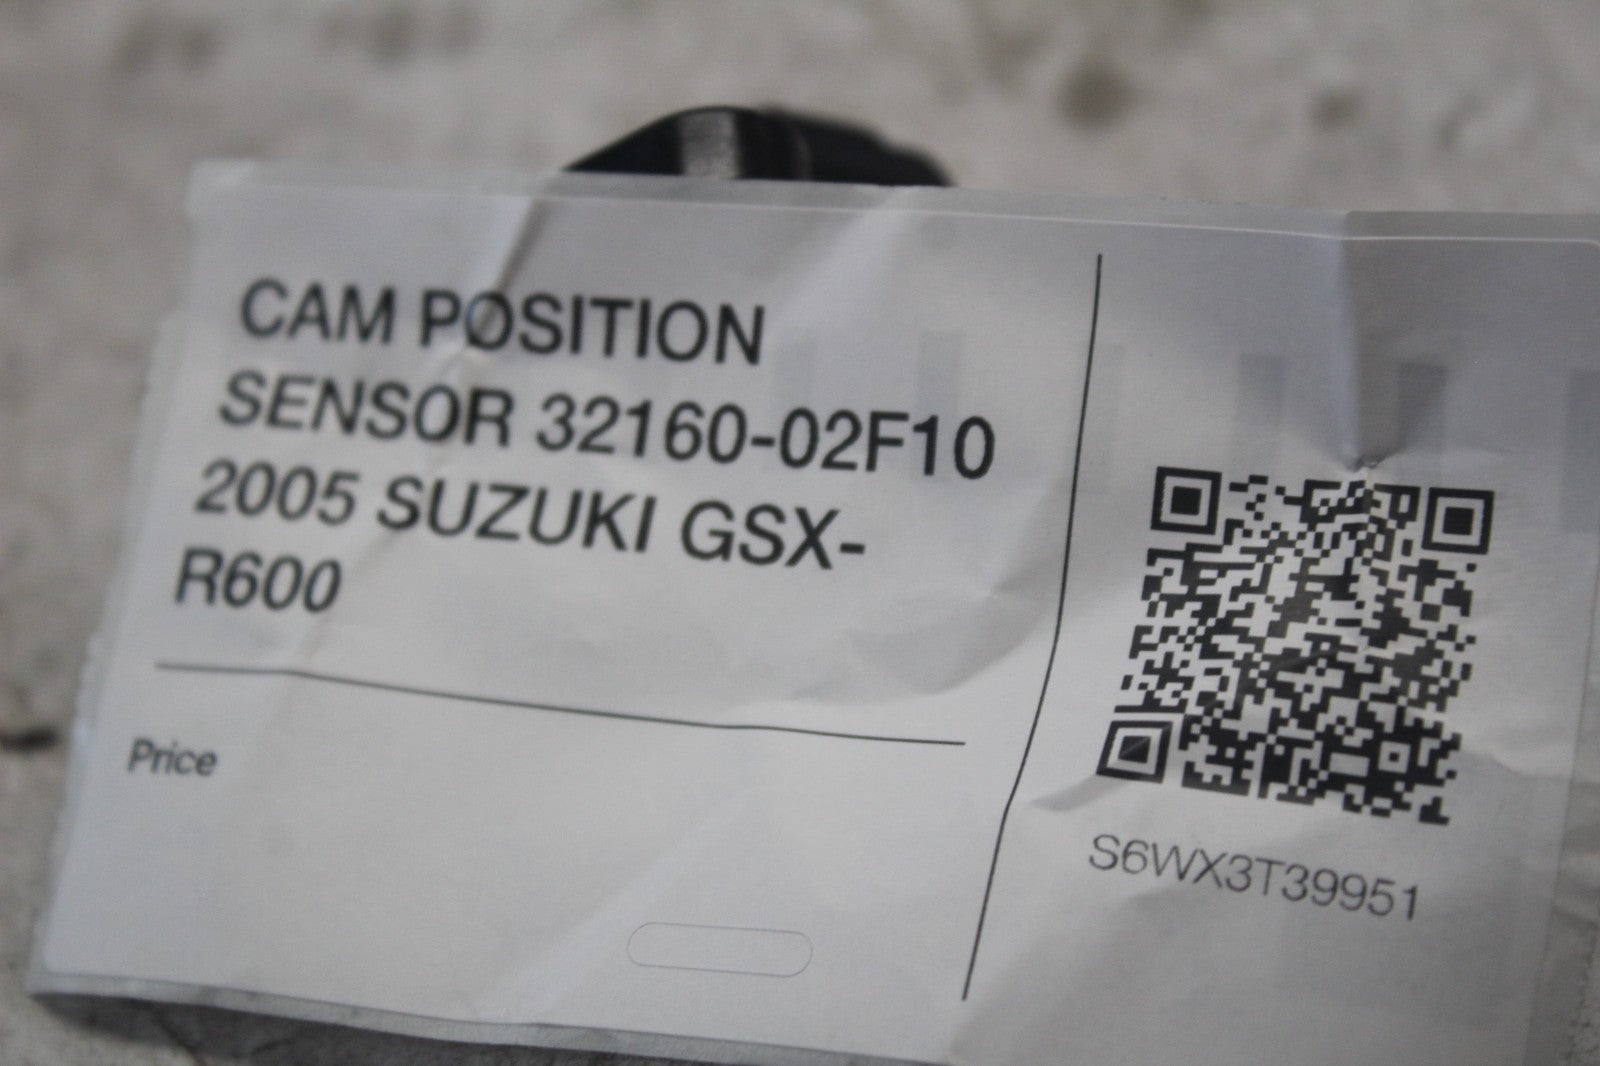 CAM POSITION
SENSOR 32160-02F10
2005 SUZUKI GSX-
R600
Price
S6WX3T39951